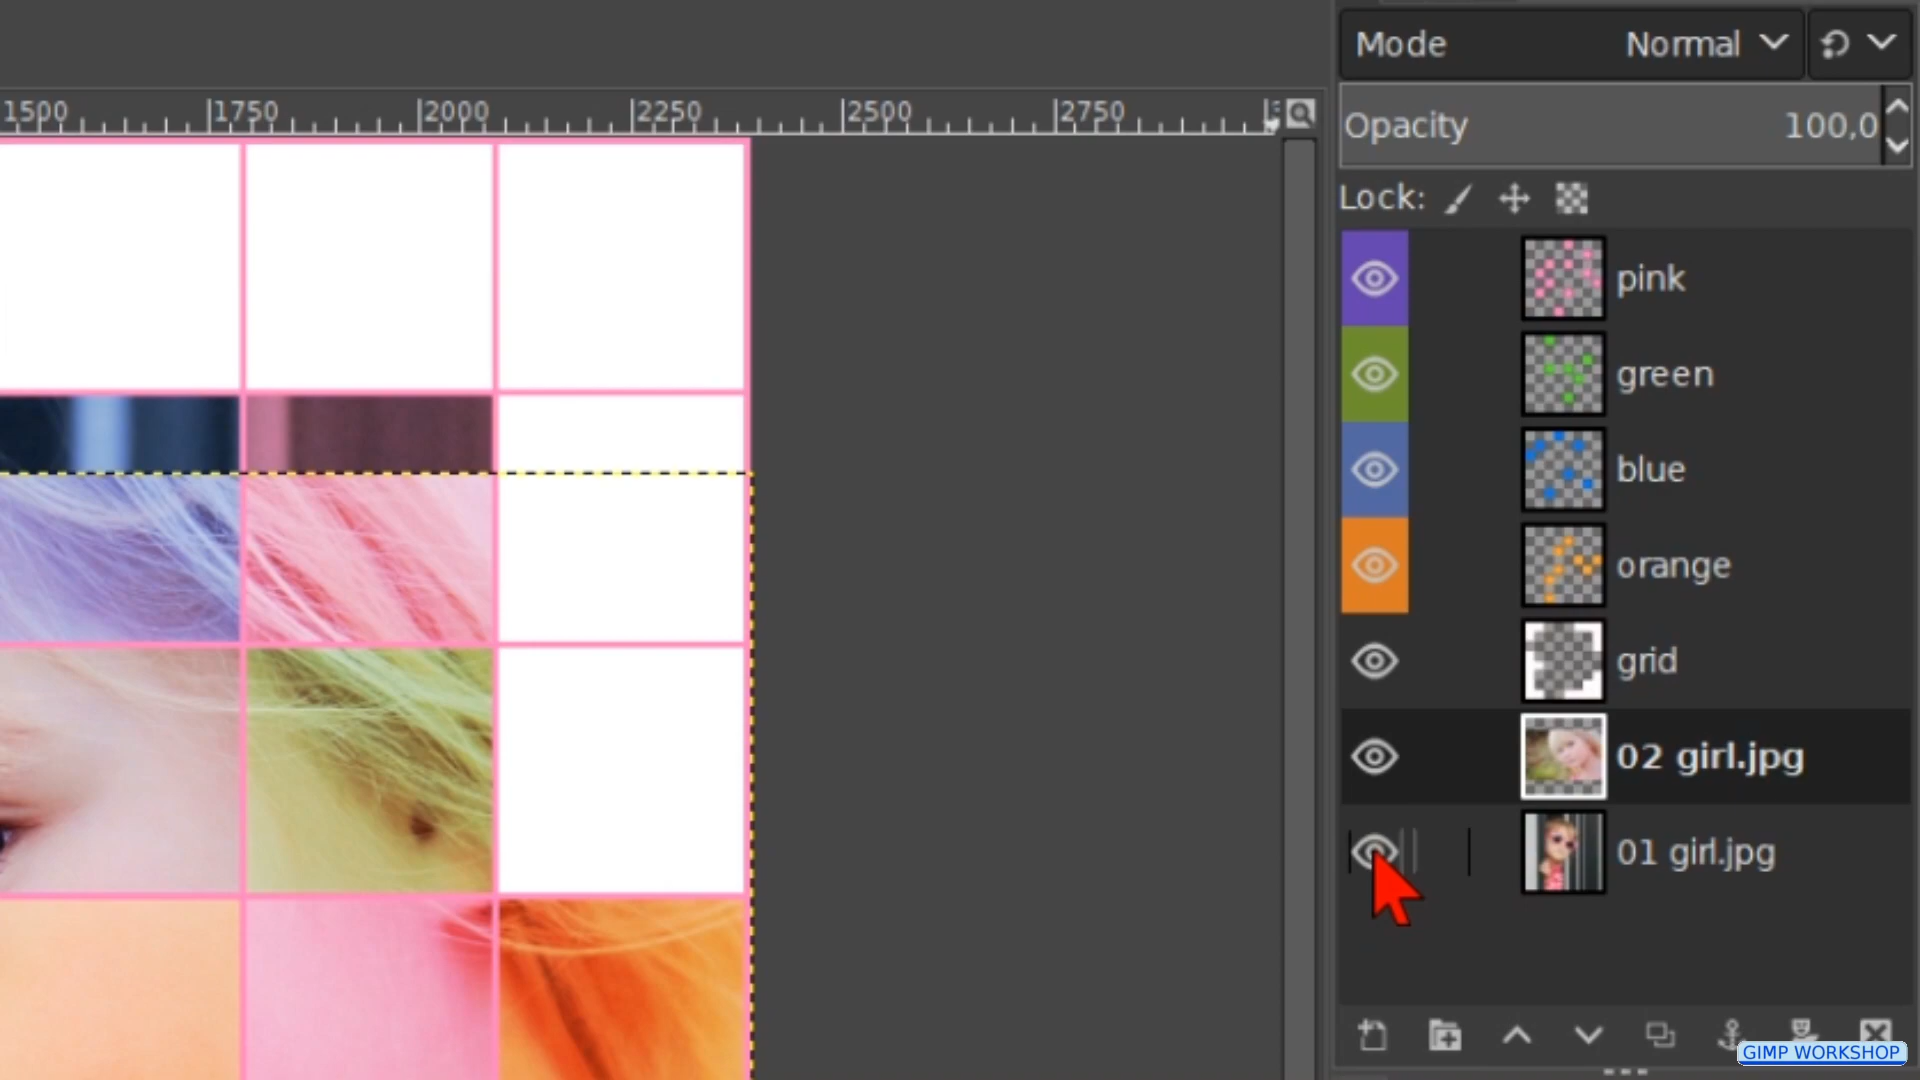 Mode Normal
1500 1750 2000 2250 2500 2750
Opacity 100,0
Lock:
pink
green
blue
orange
grid
02 girl.jpg
01 girl.jpg
GIMP WORKSHOP